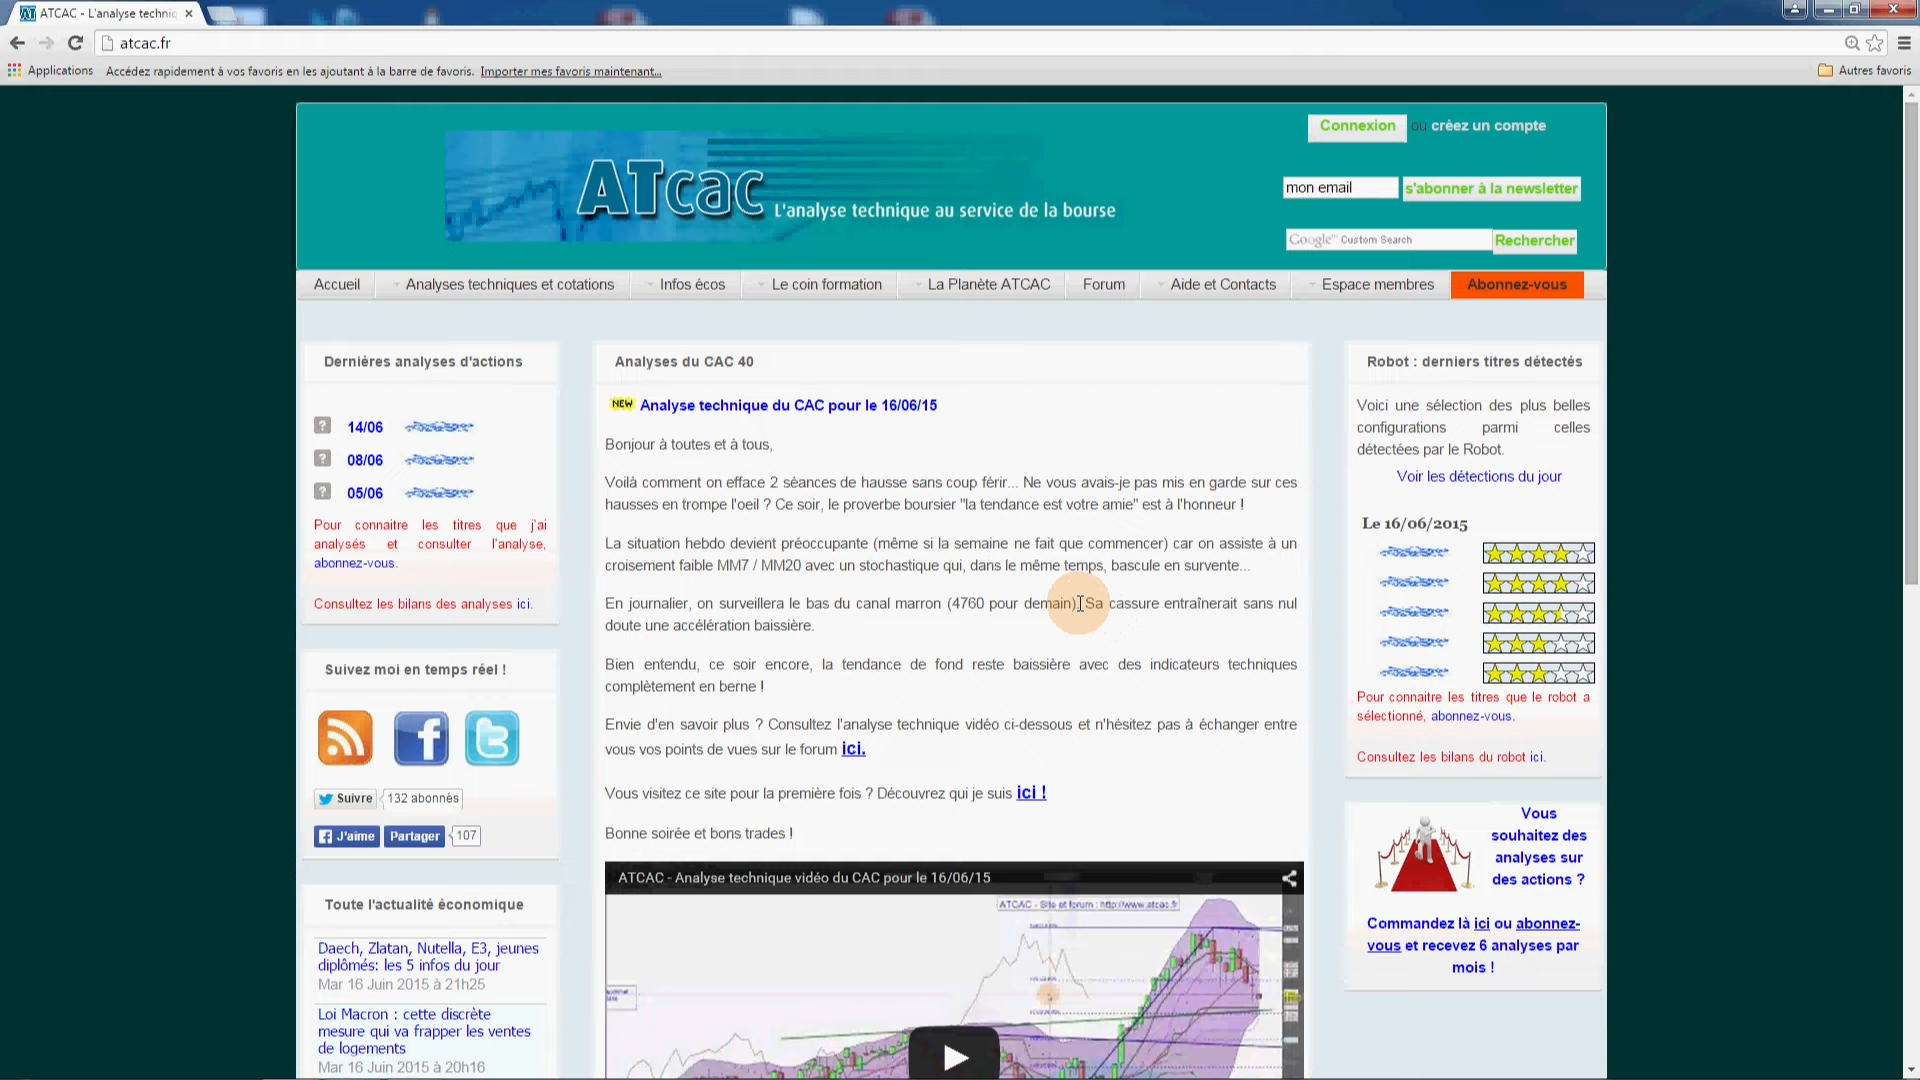 ATCAC - L'analyse techniq
atcac.fr
Applications Accédez rapidement à vos favoris en les ajoutant à la barre de favoris. Importer mes favoris maintenant... Autres favoris
Connexion ou créez un compte
ATcac L'analyse technique au service de la bourse
mon email s'abonner à la newsletter
Google™ Custom Search Rechercher
Accueil Analyses techniques et cotations Infos écos Le coin formation La Planète ATCAC Forum Aide et Contacts Espace membres Abonnez-vous
Dernières analyses d'actions
? 14/06
? 08/06
? 05/06
Pour connaitre les titres que j'ai
analysés et consulter l'analyse,
abonnez-vous.
Consultez les bilans des analyses ici.
Suivez moi en temps réel !
Suivre 132 abonnés
J'aime Partager 107
Toute l'actualité économique
Daech, Zlatan, Nutella, E3, jeunes
diplômés: les 5 infos du jour
Mar 16 Juin 2015 à 21h25
Loi Macron : cette discrète
mesure qui va frapper les ventes
de logements
Mar 16 Juin 2015 à 20h16
Analyses du CAC 40
NEW Analyse technique du CAC pour le 16/06/15
Bonjour à toutes et à tous,
Voilà comment on efface 2 séances de hausse sans coup férir... Ne vous avais-je pas mis en garde sur ces
hausses en trompe l'oeil ? Ce soir, le proverbe boursier "la tendance est votre amie" est à l'honneur !
La situation hebdo devient préoccupante (même si la semaine ne fait que commencer) car on assiste à un
croisement faible MM7 / MM20 avec un stochastique qui, dans le même temps, bascule en survente...
En journalier, on surveillera le bas du canal marron (4760 pour demain). Sa cassure entraînerait sans nul
doute une accélération baissière.
Bien entendu, ce soir encore, la tendance de fond reste baissière avec des indicateurs techniques
complètement en berne !
Envie d'en savoir plus ? Consultez l'analyse technique vidéo ci-dessous et n'hésitez pas à échanger entre
vous vos points de vues sur le forum ici.
Vous visitez ce site pour la première fois ? Découvrez qui je suis ici !
Bonne soirée et bons trades !
ATCAC - Analyse technique vidéo du CAC pour le 16/06/15
ATCAC - Site et forum : http://www.atcac.fr
Robot : derniers titres détectés
Voici une sélection des plus belles
configurations parmi celles
détectées par le Robot.
Voir les détections du jour
Le 16/06/2015
Pour connaitre les titres que le robot a
sélectionné, abonnez-vous.
Consultez les bilans du robot ici.
Vous
souhaitez des
analyses sur
des actions ?
Commandez là ici ou abonnez-
vous et recevez 6 analyses par
mois !